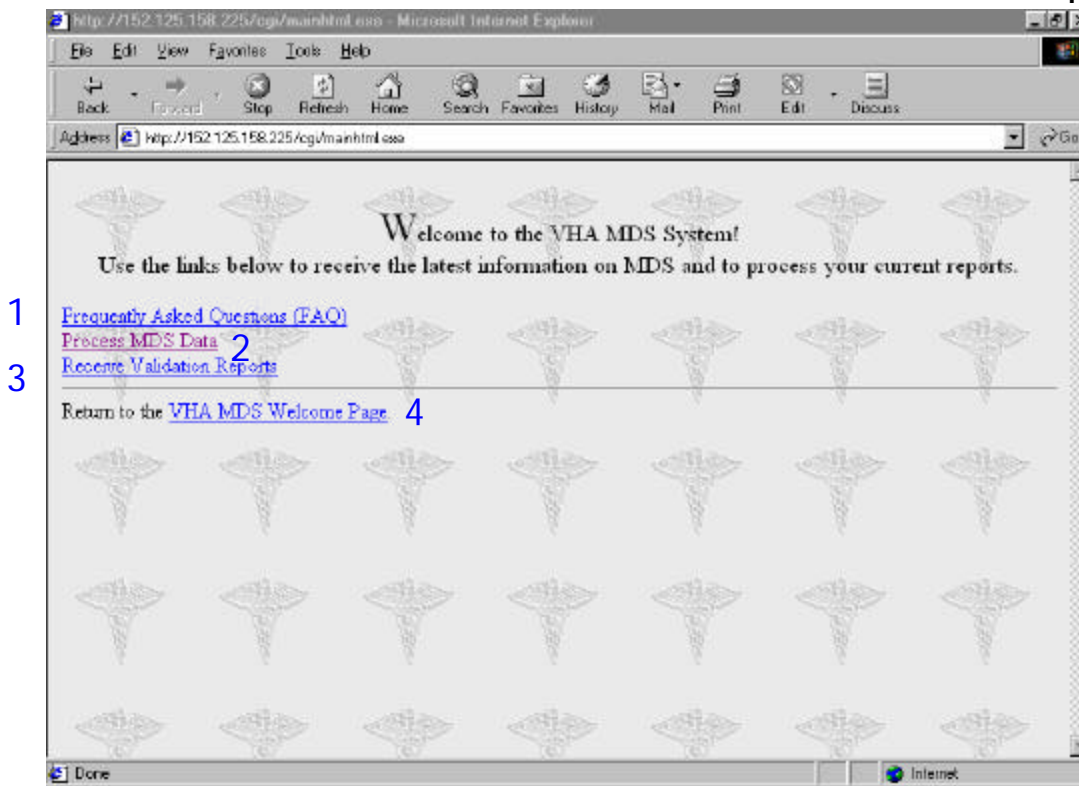 http://152.125.158.225/cgi/mainhtml.exe - Microsoft Internet Explorer
File Edit View Favorites Tools Help
Back Forward Stop Refresh Home Search Favorites History Mail Print Edit Discuss
Address http://152.125.158.225/cgi/mainhtml.exe Go
Welcome to the VHA MDS System!
Use the links below to receive the latest information on MDS and to process your current reports.
1 Frequently Asked Questions (FAQ)
Process MDS Data 2
3 Receive Validation Reports
Return to the VHA MDS Welcome Page. 4
Done Internet